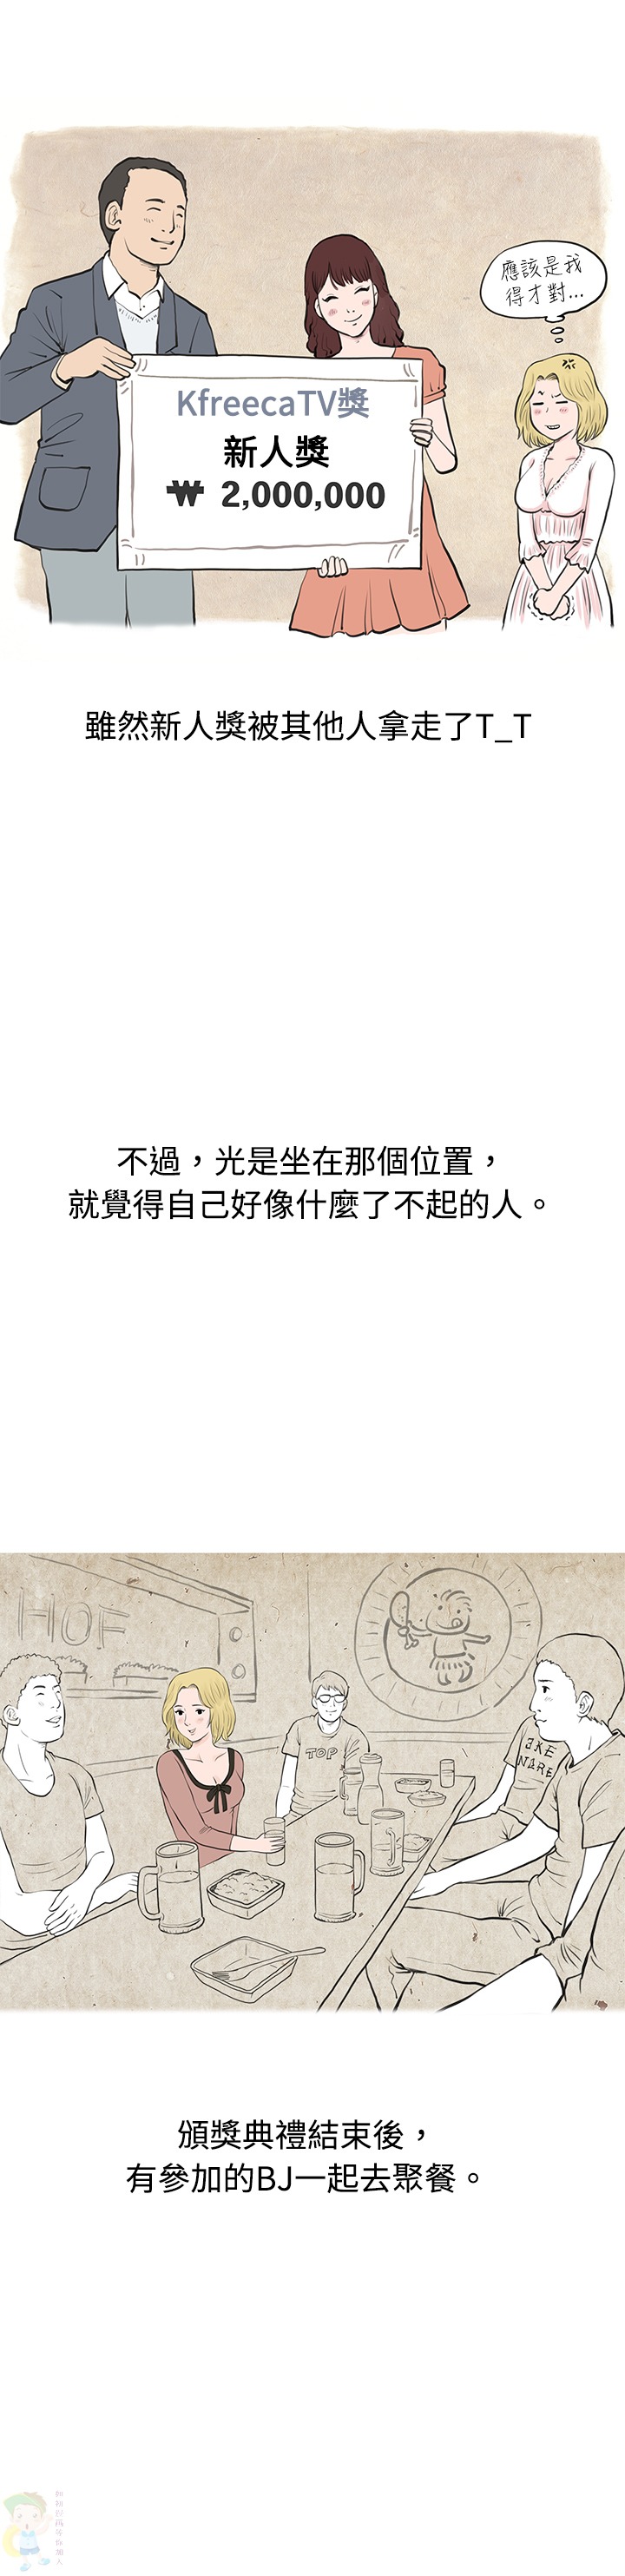 應該是我
得才對...
KfreecaTV獎
新人獎
₩ 2,000,000
雖然新人獎被其他人拿走了T_T
不過，光是坐在那個位置，
就覺得自己好像什麼了不起的人。
HOF
TOP
頒獎典禮結束後，
有參加的BJ一起去聚餐。